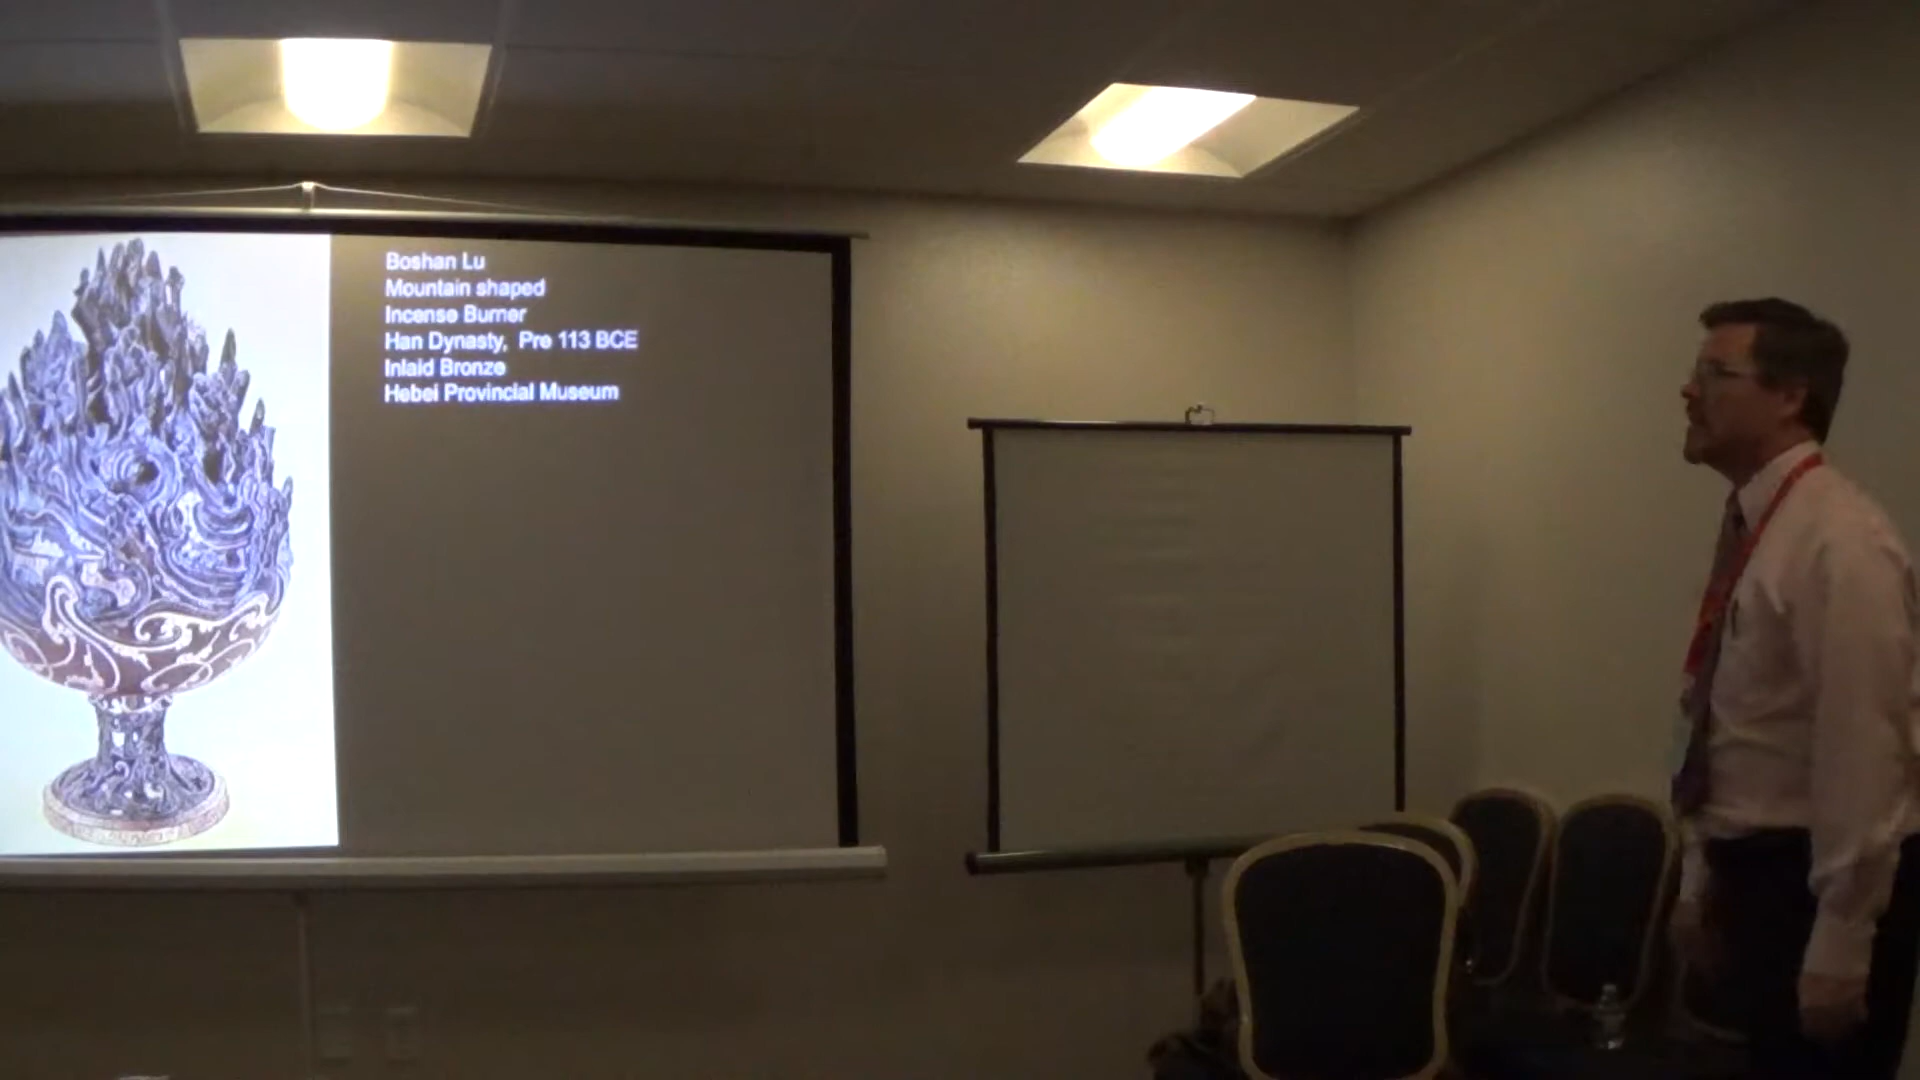 Boshan Lu
Mountain shaped
Incense Burner
Han Dynasty, Pre 113 BCE
Inlaid Bronze
Hebei Provincial Museum